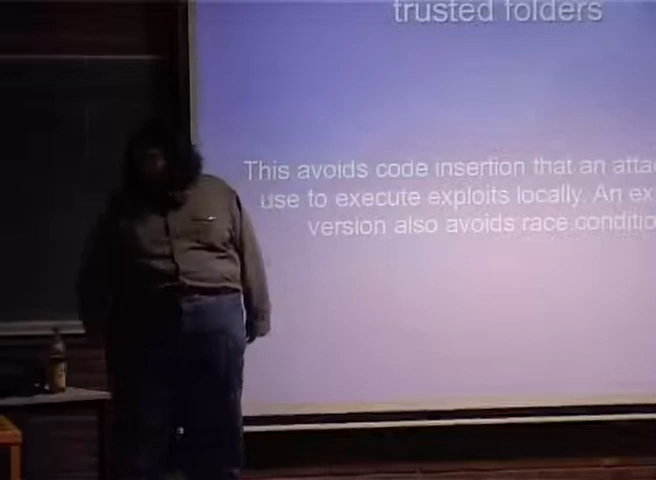 trusted folders
This avoids code insertion that an
use to execute exploits locally. An
version also avoids race